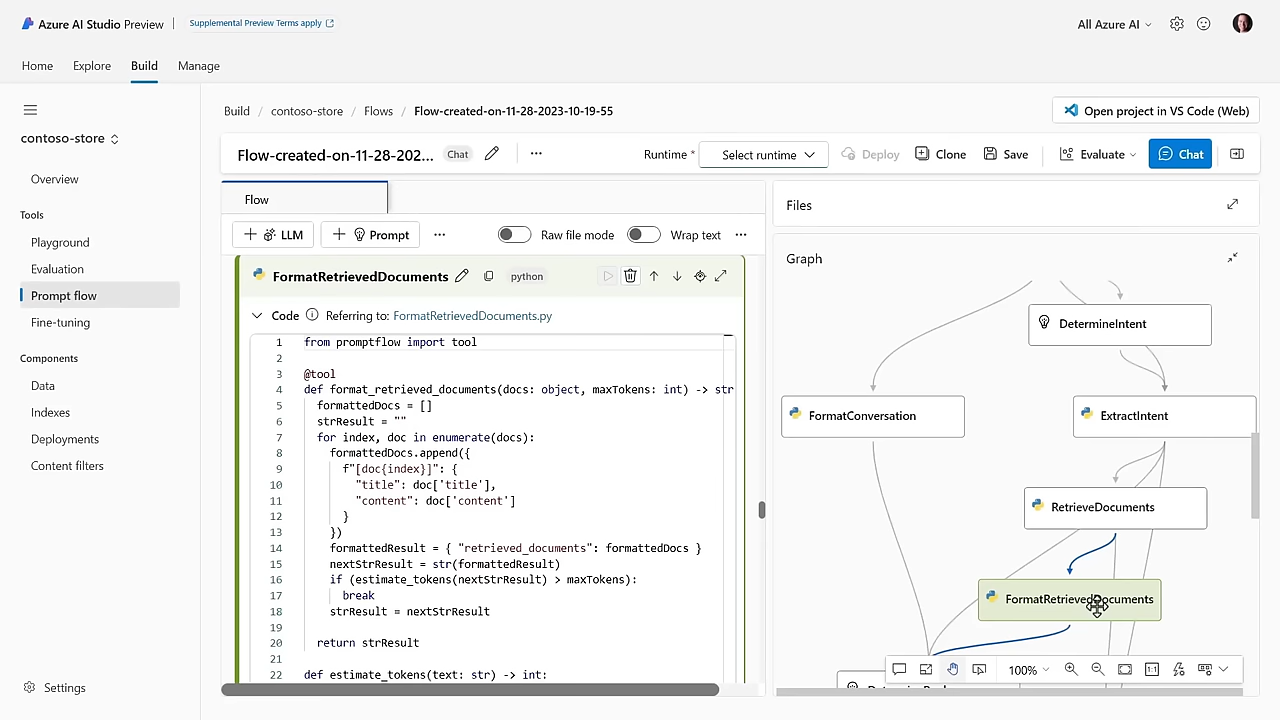 Azure AI Studio Preview
Supplemental Preview Terms apply
All Azure AI
Home Explore Build Manage
contoso-store
Overview
Tools
Playground
Evaluation
Prompt flow
Fine-tuning
Components
Data
Indexes
Deployments
Content filters
Settings
Build / contoso-store / Flows / Flow-created-on-11-28-2023-10-19-55
Open project in VS Code (Web)
Flow-created-on-11-28-202... Chat
Runtime * Select runtime Deploy Clone Save Evaluate Chat
Flow
LLM Prompt Raw file mode Wrap text
FormatRetrievedDocuments python
Code Referring to: FormatRetrievedDocuments.py
1 from promptflow import tool
2
3 @tool
4 def format_retrieved_documents(docs: object, maxTokens: int) -> str
5 formattedDocs = []
6 strResult = ""
7 for index, doc in enumerate(docs):
8 formattedDocs.append({
9 f"[doc{index}]": {
10 "title": doc['title'],
11 "content": doc['content']
12 }
13 })
14 formattedResult = { "retrieved_documents": formattedDocs }
15 nextStrResult = str(formattedResult)
16 if (estimate_tokens(nextStrResult) > maxTokens):
17 break
18 strResult = nextStrResult
19
20 return strResult
21
22 def estimate_tokens(text: str) -> int:
Files
Graph
DetermineIntent
FormatConversation
ExtractIntent
RetrieveDocuments
FormatRetrievedDocuments
100%
1:1